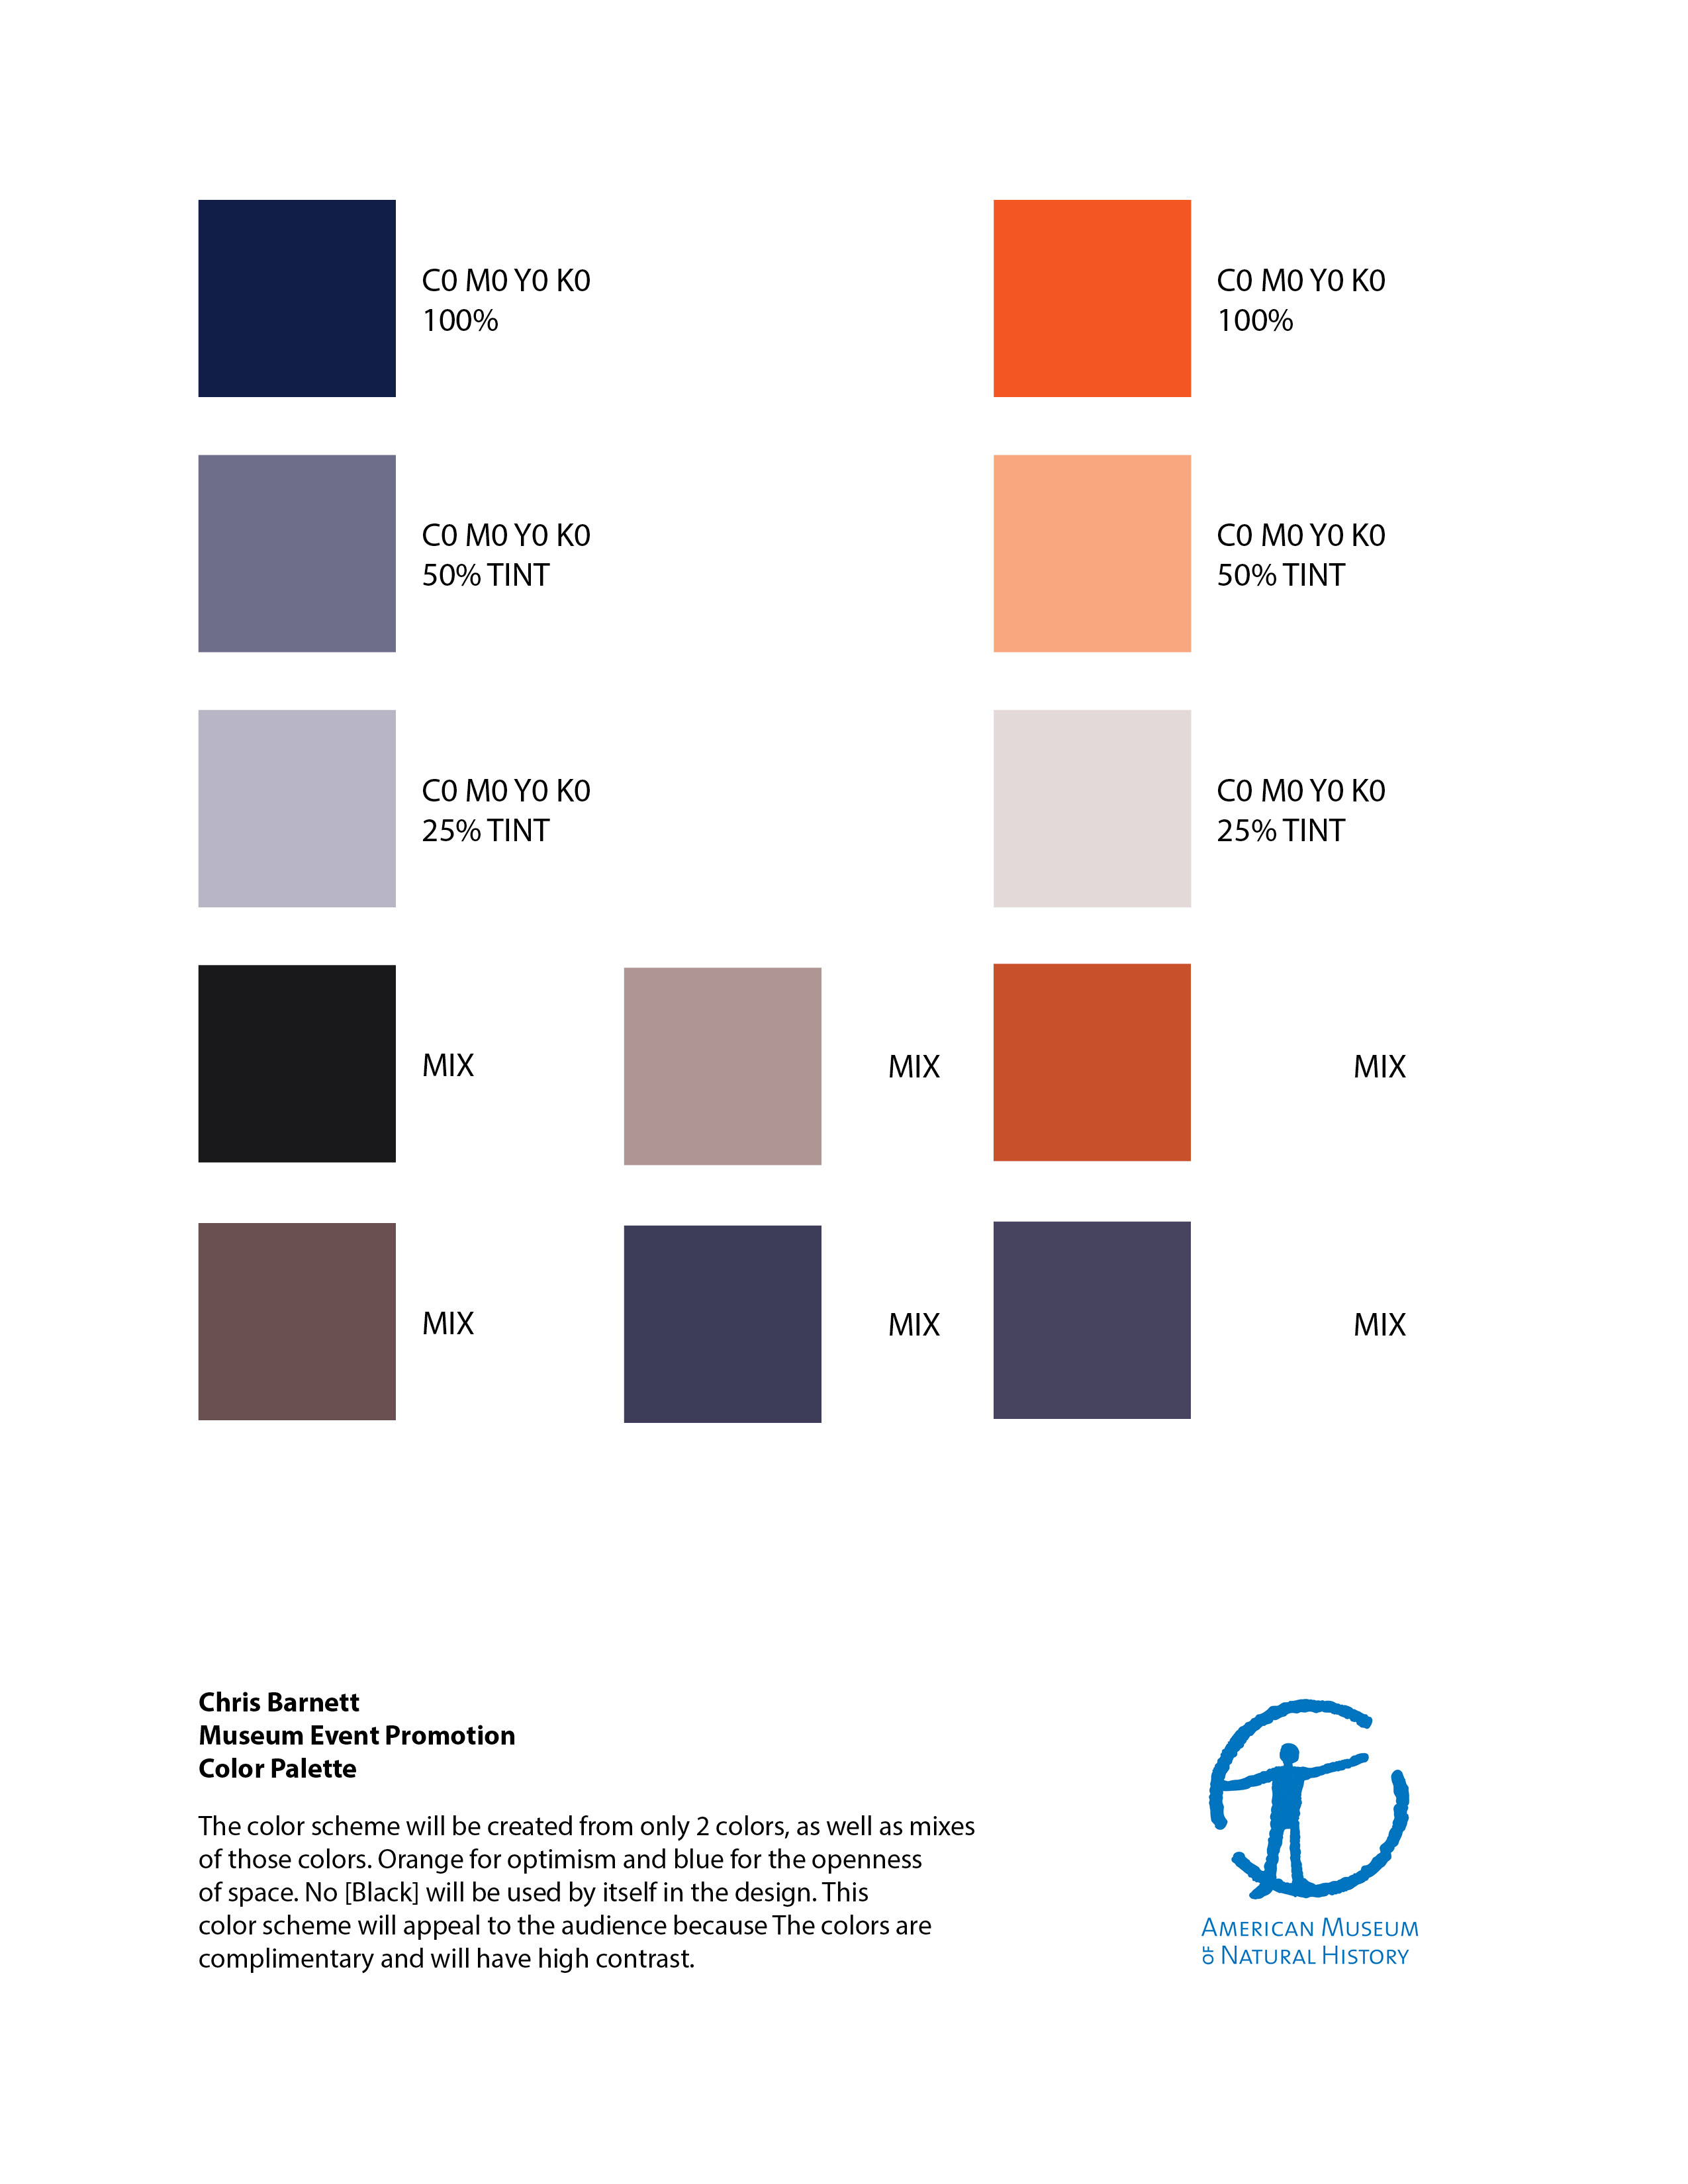 C0 M0 Y0 K0
100%
C0 M0 Y0 K0
100%
C0 M0 Y0 K0
50% TINT
C0 M0 Y0 K0
50% TINT
C0 M0 Y0 K0
25% TINT
C0 M0 Y0 K0
25% TINT
MIX
MIX
MIX
MIX
MIX
MIX
Chris Barnett
Museum Event Promotion
Color Palette
The color scheme will be created from only 2 colors, as well as mixes
of those colors. Orange for optimism and blue for the openness
of space. No [Black] will be used by itself in the design. This
color scheme will appeal to the audience because The colors are
complimentary and will have high contrast.
AMERICAN MUSEUM
OF NATURAL HISTORY